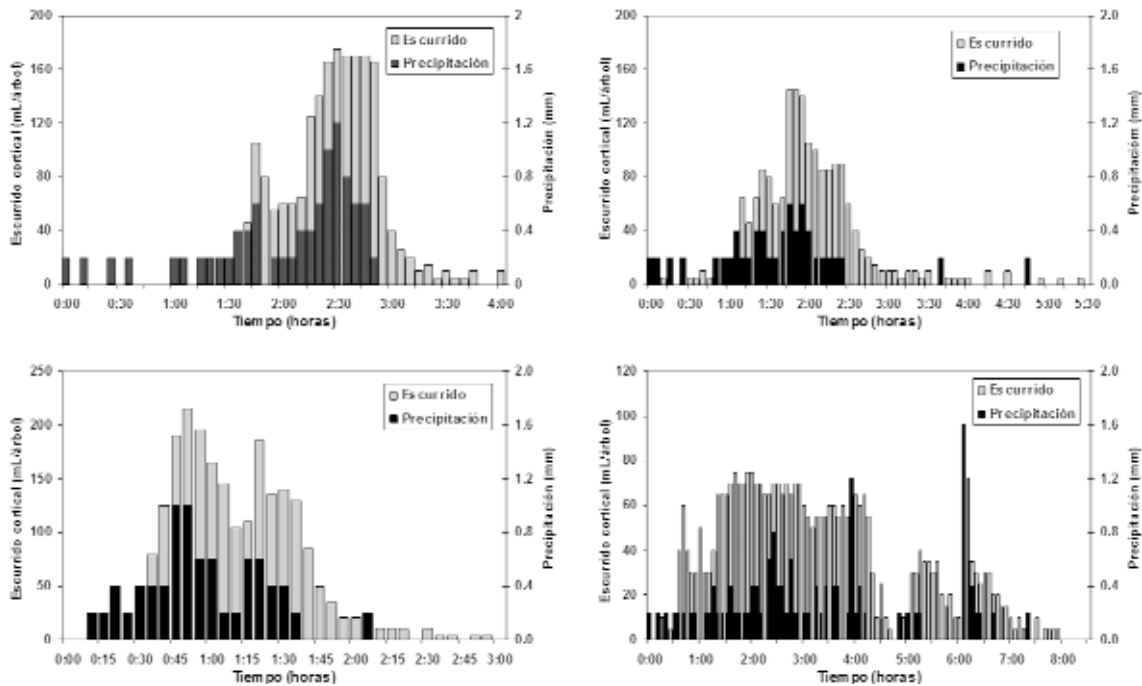 200
160
120
80
40
0
2
1.6
1.2
0.8
0.4
0
Escurrido cortical (mL/árbol)
Precipitación (mm)
Escurrido
Precipitación
0:00 0:30 1:00 1:30 2:00 2:30 3:00 3:30 4:00
Tiempo (horas)
200
160
120
80
40
0
2.0
1.6
1.2
0.8
0.4
0.0
Escurrido cortical (mL/árbol)
Precipitación (mm)
Escurrido
Precipitación
0:00 0:30 1:00 1:30 2:00 2:30 3:00 3:30 4:00 4:30 5:00 5:30
Tiempo (horas)
250
200
150
100
50
0
2.0
1.6
1.2
0.8
0.4
0.0
Escurrido cortical (mL/árbol)
Precipitación (mm)
Escurrido
Precipitación
0:00 0:15 0:30 0:45 1:00 1:15 1:30 1:45 2:00 2:15 2:30 2:45 3:00
Tiempo (horas)
120
100
80
60
40
20
0
2.0
1.6
1.2
0.8
0.4
0.0
Escurrido cortical (mL/árbol)
Precipitación (mm)
Escurrido
Precipitación
0:00 1:00 2:00 3:00 4:00 5:00 6:00 7:00 8:00
Tiempo (horas)